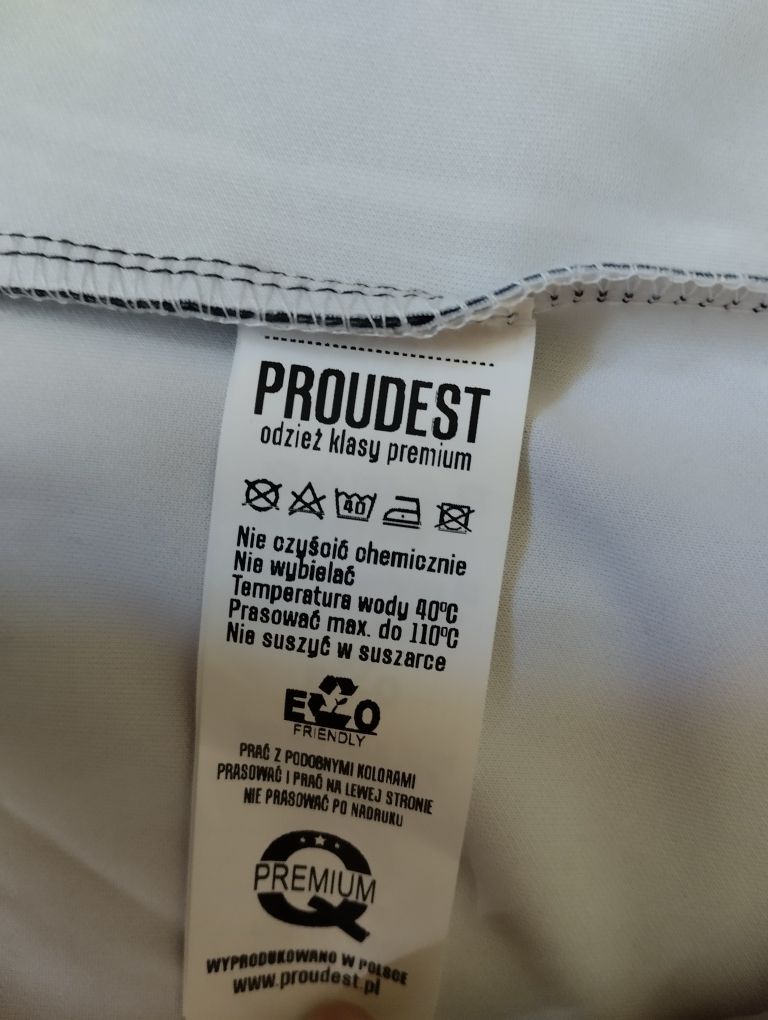 PROUDEST
odzież klasy premium
40
Nie czyścić chemicznie
Nie wybielać
Temperatura wody 40ºC
Prasować max. do 110ºC
Nie suszyć w suszarce
ECO
FRIENDLY
PRAĆ Z PODOBNYMI KOLORAMI
PRASOWAĆ I PRAĆ NA LEWEJ STRONIE
NIE PRASOWAĆ PO NADRUKU
Q
PREMIUM
WYPRODUKOWANO W POLSCE
www.proudest.pl